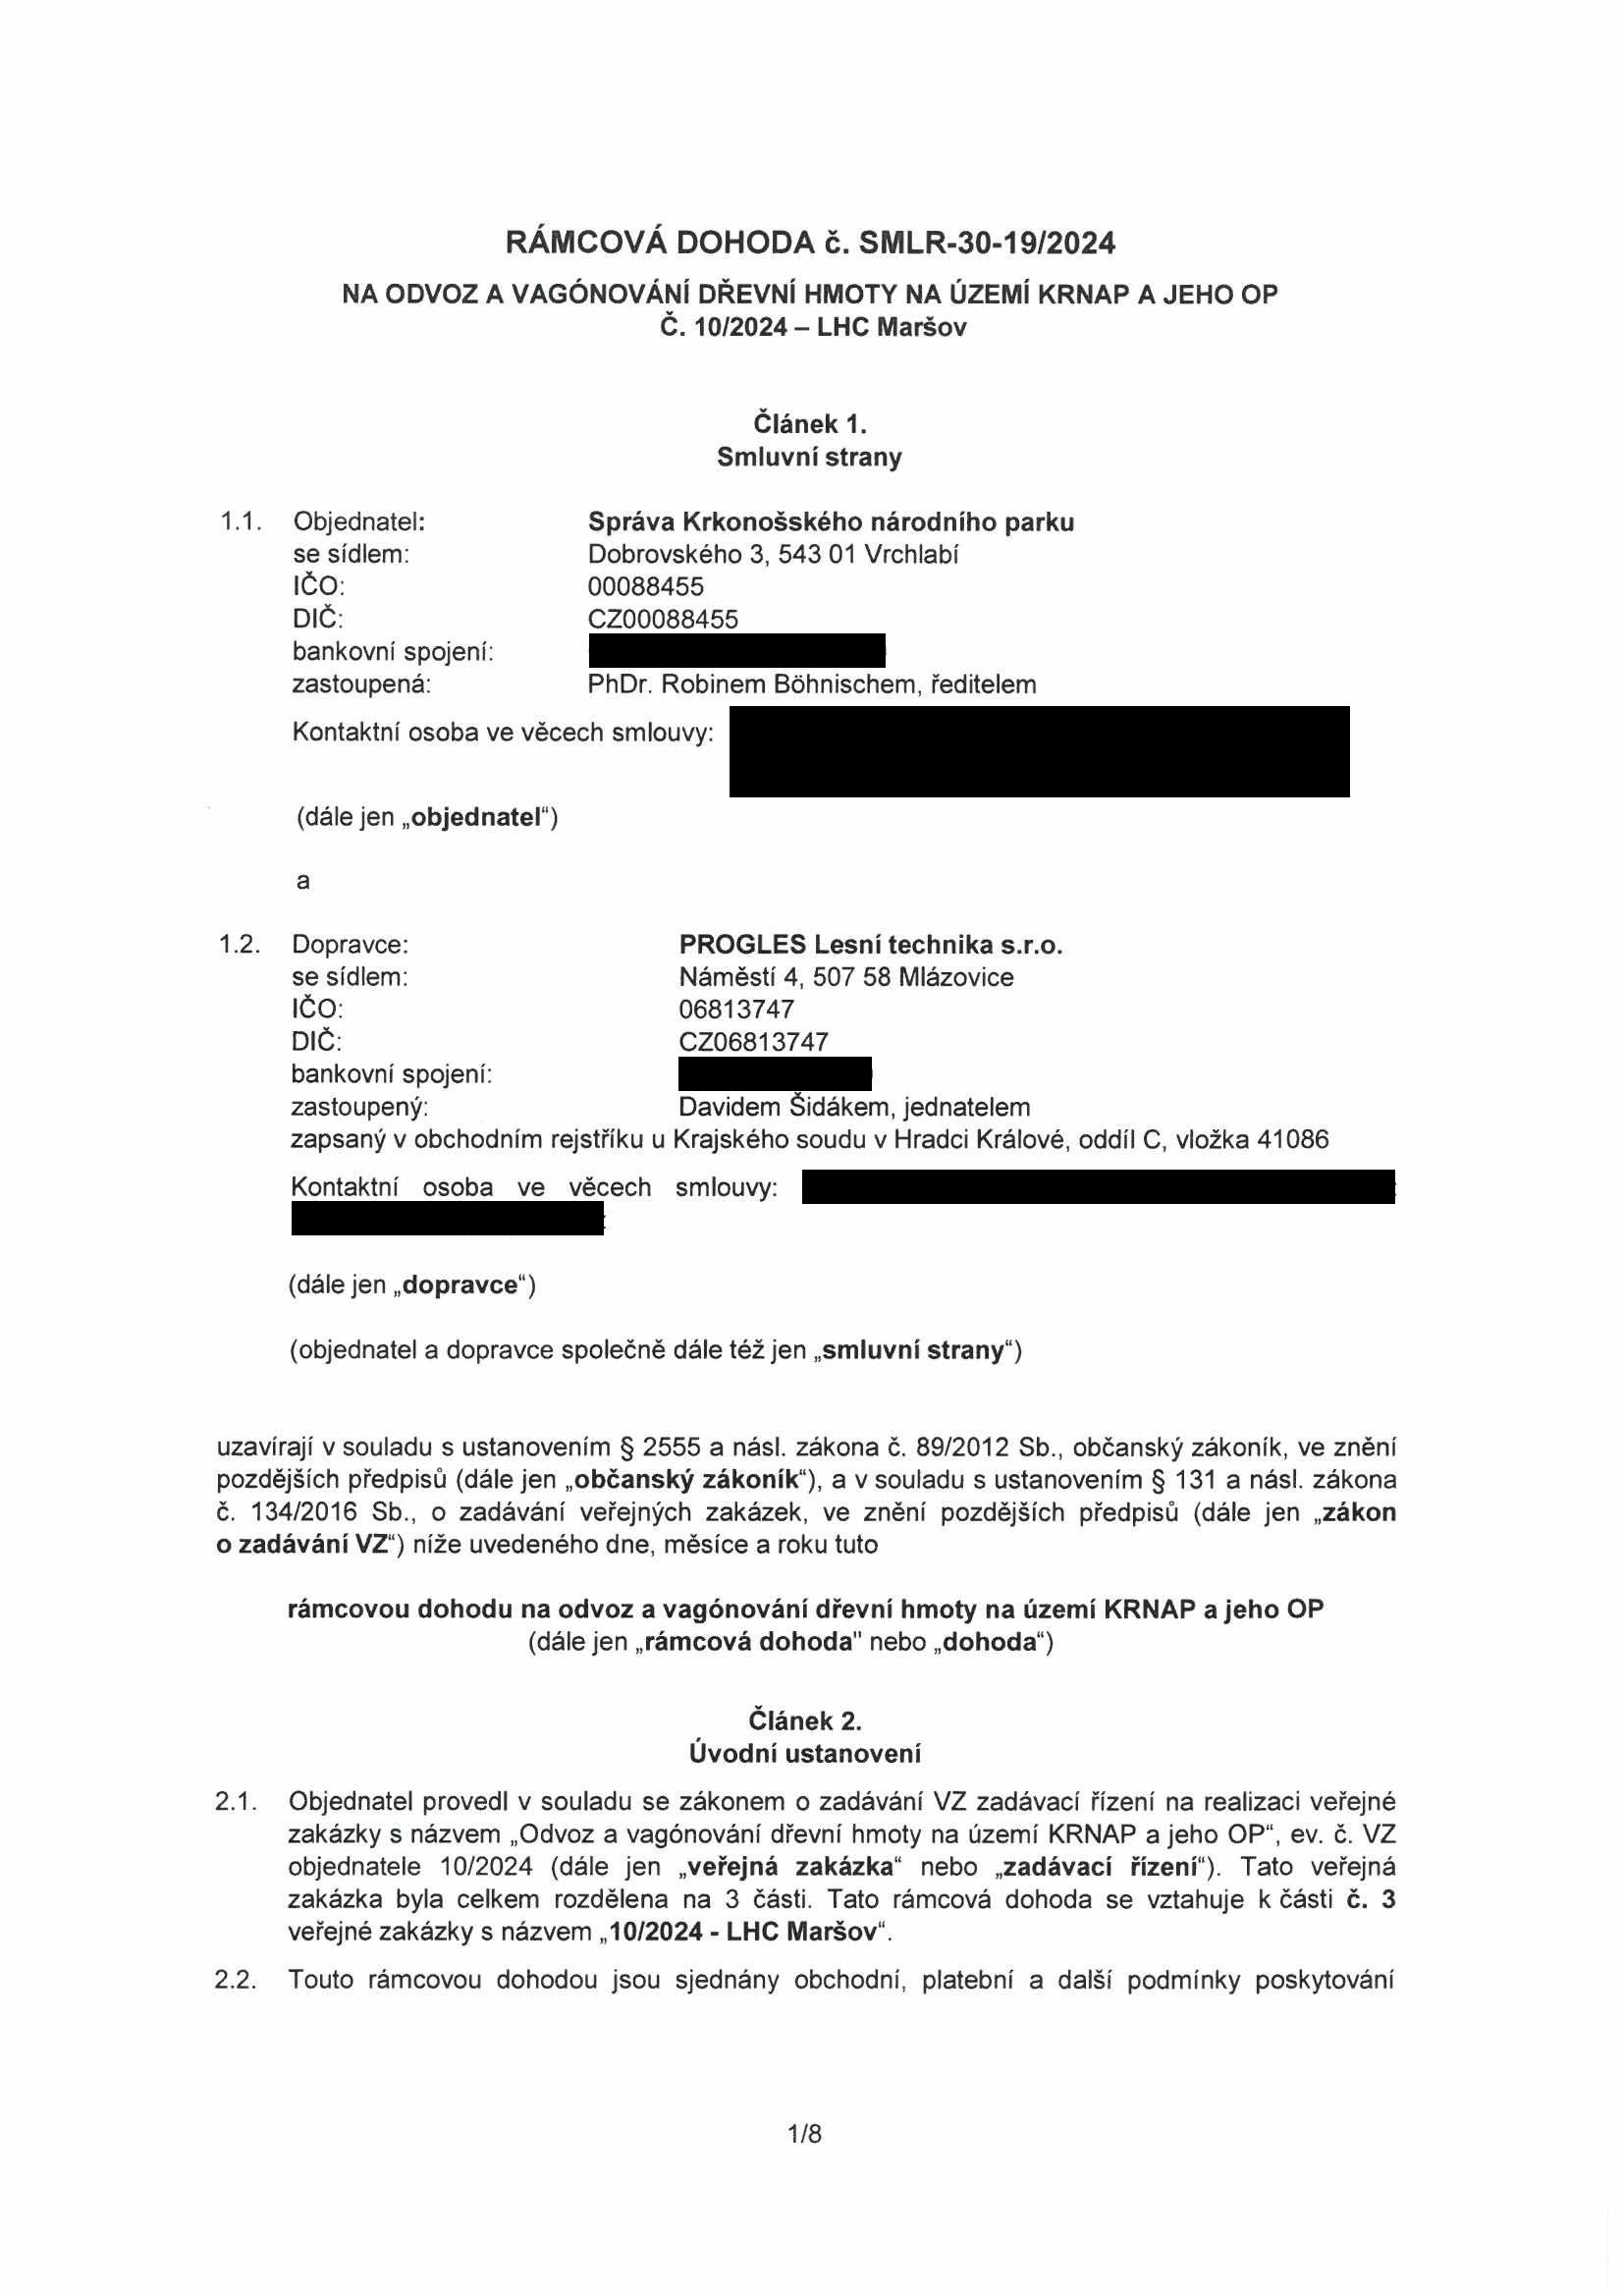 RÁMCOVÁ DOHODA č. SMLR-30-19/2024
NA ODVOZ A VAGÓNOVÁNÍ DŘEVNÍ HMOTY NA ÚZEMÍ KRNAP A JEHO OP
Č. 10/2024 – LHC Maršov
Článek 1.
Smluvní strany
1.1. Objednatel: Správa Krkonošského národního parku
se sídlem: Dobrovského 3, 543 01 Vrchlabí
IČO: 00088455
DIČ: CZ00088455
bankovní spojení:
zastoupená: PhDr. Robinem Böhnischem, ředitelem
Kontaktní osoba ve věcech smlouvy:
(dále jen „objednatel“)
a
1.2. Dopravce: PROGLES Lesní technika s.r.o.
se sídlem: Náměstí 4, 507 58 Mlázovice
IČO: 06813747
DIČ: CZ06813747
bankovní spojení:
zastoupený: Davidem Šidákem, jednatelem
zapsaný v obchodním rejstříku u Krajského soudu v Hradci Králové, oddíl C, vložka 41086
Kontaktní osoba ve věcech smlouvy:
(dále jen „dopravce“)
(objednatel a dopravce společně dále též jen „smluvní strany“)
uzavírají v souladu s ustanovením § 2555 a násl. zákona č. 89/2012 Sb., občanský zákoník, ve znění
pozdějších předpisů (dále jen „občanský zákoník“), a v souladu s ustanovením § 131 a násl. zákona
č. 134/2016 Sb., o zadávání veřejných zakázek, ve znění pozdějších předpisů (dále jen „zákon
o zadávání VZ“) níže uvedeného dne, měsíce a roku tuto
rámcovou dohodu na odvoz a vagónování dřevní hmoty na území KRNAP a jeho OP
(dále jen „rámcová dohoda" nebo „dohoda“)
Článek 2.
Úvodní ustanovení
2.1. Objednatel provedl v souladu se zákonem o zadávání VZ zadávací řízení na realizaci veřejné
zakázky s názvem „Odvoz a vagónování dřevní hmoty na území KRNAP a jeho OP“, ev. č. VZ
objednatele 10/2024 (dále jen „veřejná zakázka“ nebo „zadávací řízení“). Tato veřejná
zakázka byla celkem rozdělena na 3 části. Tato rámcová dohoda se vztahuje k části č. 3
veřejné zakázky s názvem „10/2024 - LHC Maršov“.
2.2. Touto rámcovou dohodou jsou sjednány obchodní, platební a další podmínky poskytování
1/8